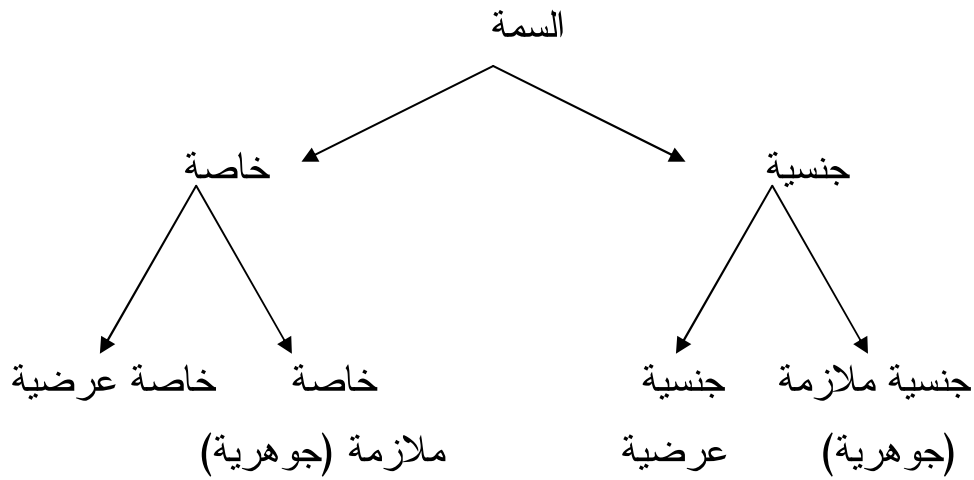 السمة
جنسية خاصة
جنسية ملازمة جنسية خاصة خاصة عرضية
(جوهرية) عرضية ملازمة (جوهرية)